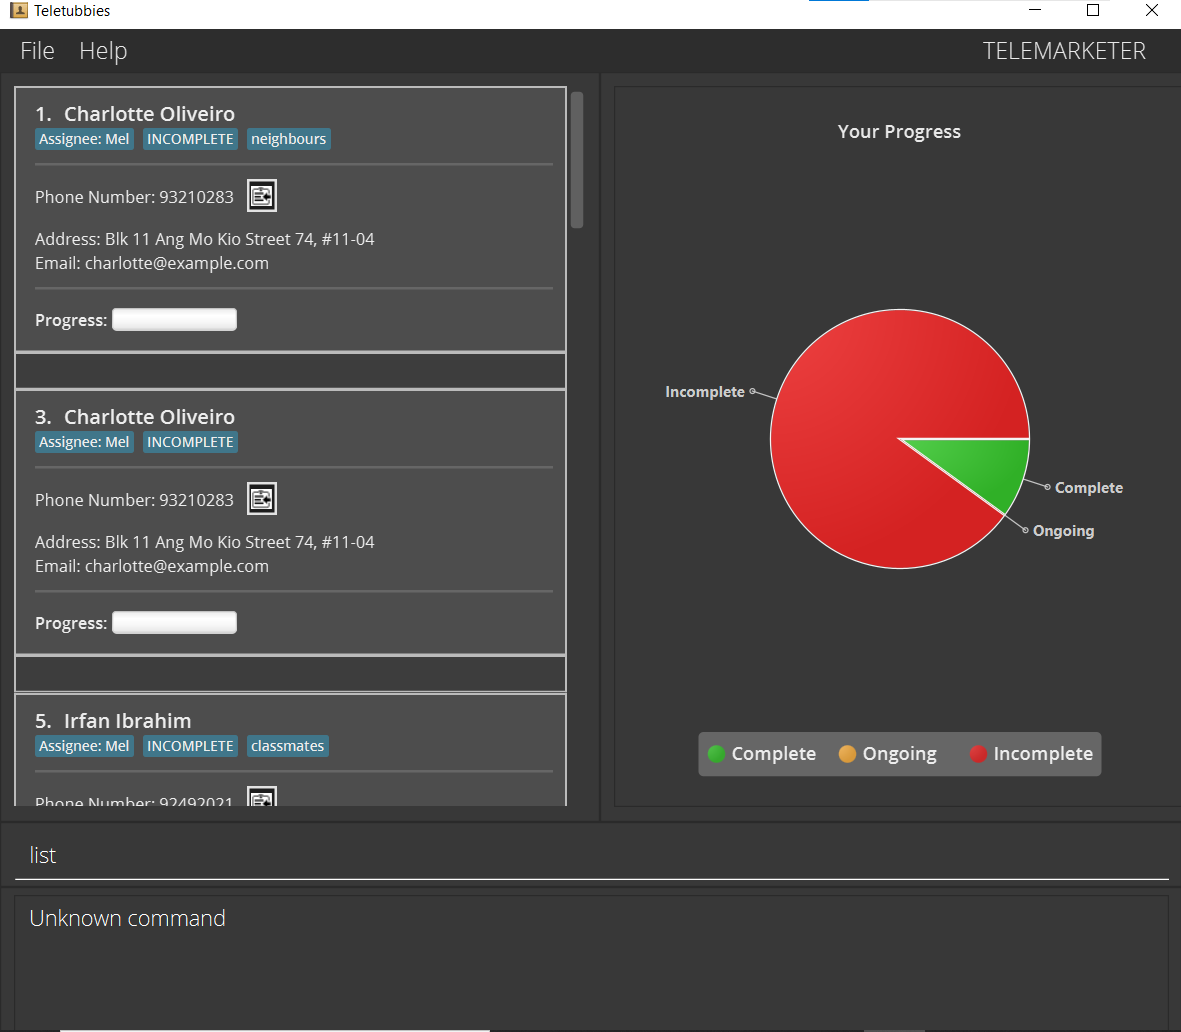 Teletubbies
File Help TELEMARKETER
1. Charlotte Oliveiro
Assignee: Mel INCOMPLETE neighbours
Phone Number: 93210283
Address: Blk 11 Ang Mo Kio Street 74, #11-04
Email: charlotte@example.com
Progress:
3. Charlotte Oliveiro
Assignee: Mel INCOMPLETE
Phone Number: 93210283
Address: Blk 11 Ang Mo Kio Street 74, #11-04
Email: charlotte@example.com
Progress:
5. Irfan Ibrahim
Assignee: Mel INCOMPLETE classmates
Phone Number: 92492021
Your Progress
Incomplete
Complete
Ongoing
Complete Ongoing Incomplete
list
Unknown command